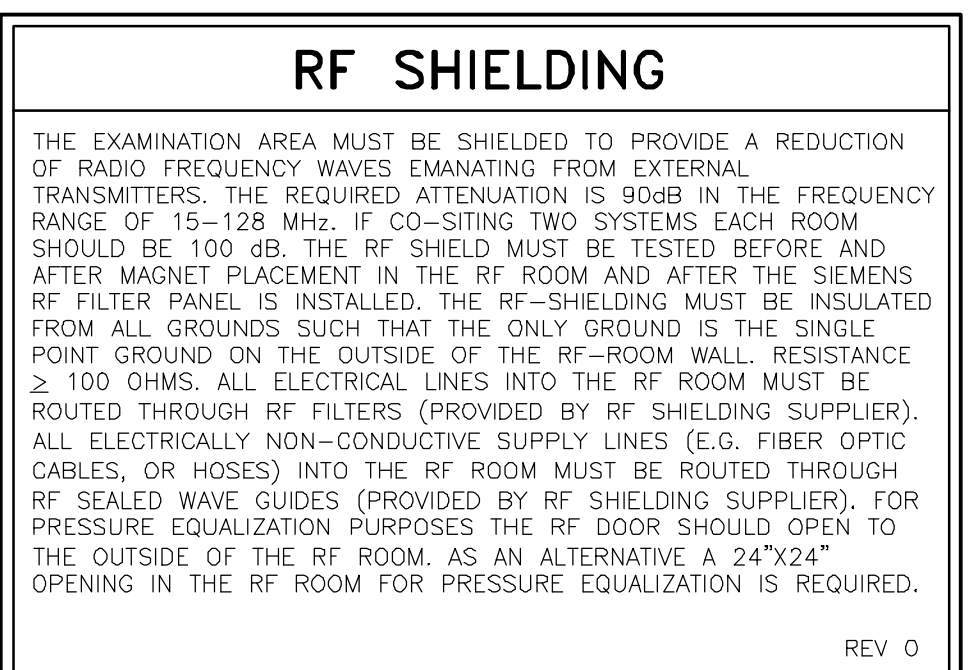 RF SHIELDING
THE EXAMINATION AREA MUST BE SHIELDED TO PROVIDE A REDUCTION
OF RADIO FREQUENCY WAVES EMANATING FROM EXTERNAL
TRANSMITTERS. THE REQUIRED ATTENUATION IS 90dB IN THE FREQUENCY
RANGE OF 15–128 MHz. IF CO–SITING TWO SYSTEMS EACH ROOM
SHOULD BE 100 dB. THE RF SHIELD MUST BE TESTED BEFORE AND
AFTER MAGNET PLACEMENT IN THE RF ROOM AND AFTER THE SIEMENS
RF FILTER PANEL IS INSTALLED. THE RF–SHIELDING MUST BE INSULATED
FROM ALL GROUNDS SUCH THAT THE ONLY GROUND IS THE SINGLE
POINT GROUND ON THE OUTSIDE OF THE RF–ROOM WALL. RESISTANCE
≥ 100 OHMS. ALL ELECTRICAL LINES INTO THE RF ROOM MUST BE
ROUTED THROUGH RF FILTERS (PROVIDED BY RF SHIELDING SUPPLIER).
ALL ELECTRICALLY NON–CONDUCTIVE SUPPLY LINES (E.G. FIBER OPTIC
CABLES, OR HOSES) INTO THE RF ROOM MUST BE ROUTED THROUGH
RF SEALED WAVE GUIDES (PROVIDED BY RF SHIELDING SUPPLIER). FOR
PRESSURE EQUALIZATION PURPOSES THE RF DOOR SHOULD OPEN TO
THE OUTSIDE OF THE RF ROOM. AS AN ALTERNATIVE A 24"X24"
OPENING IN THE RF ROOM FOR PRESSURE EQUALIZATION IS REQUIRED.
REV 0